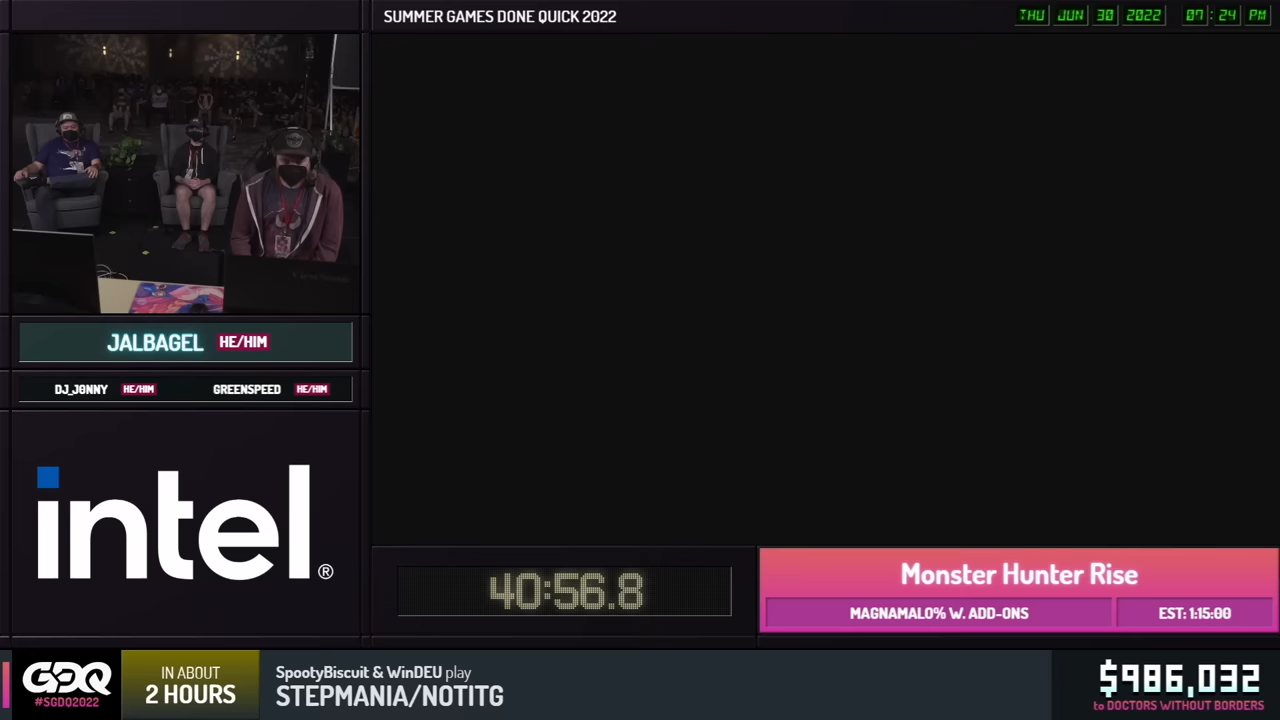 SUMMER GAMES DONE QUICK 2022
THU JUN 30 2022 07:24 PM
JALBAGEL HE/HIM
DJ_J0NNY HE/HIM GREENSPEED HE/HIM
intel®
40:56.8
Monster Hunter Rise
MAGNAMALO% W. ADD-ONS EST: 1:15:00
GDQ
#SGDQ2022
IN ABOUT
2 HOURS
SpootyBiscuit & WinDEU play
STEPMANIA/NOTITG
$986,032
to DOCTORS WITHOUT BORDERS